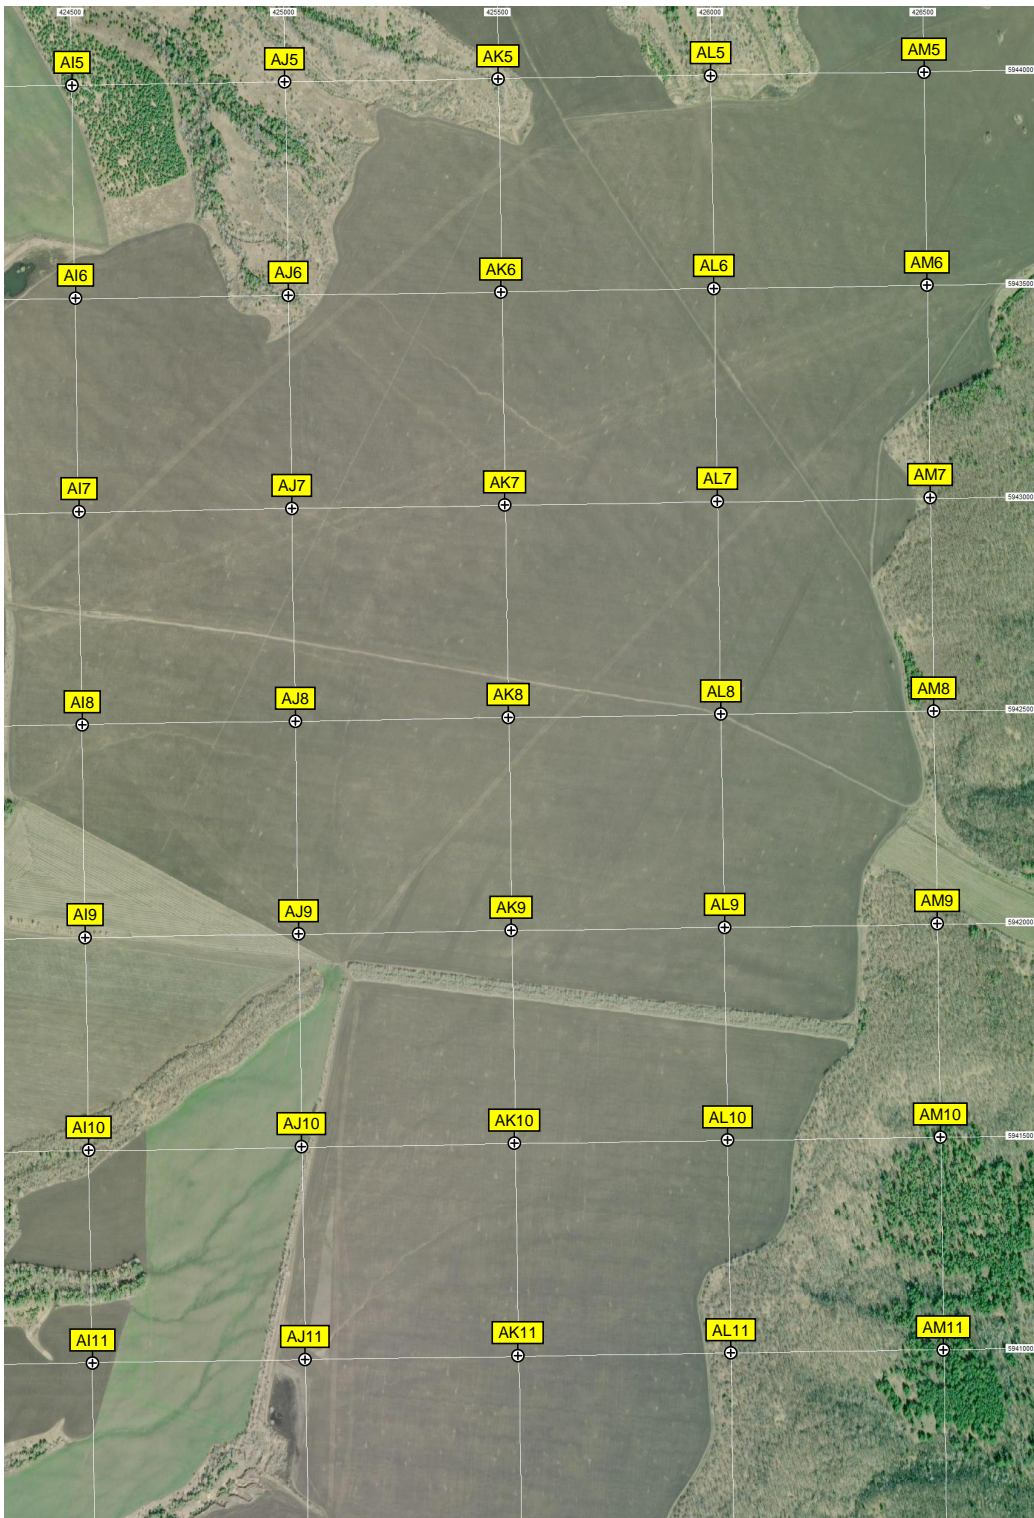 424500 425000 425500 426000 426500
AI5 AJ5 AK5 AL5 AM5
5944000
AI6 AJ6 AK6 AL6 AM6
5943500
AI7 AJ7 AK7 AL7 AM7
5943000
AI8 AJ8 AK8 AL8 AM8
5942500
AI9 AJ9 AK9 AL9 AM9
5942000
AI10 AJ10 AK10 AL10 AM10
5941500
AI11 AJ11 AK11 AL11 AM11
5941000